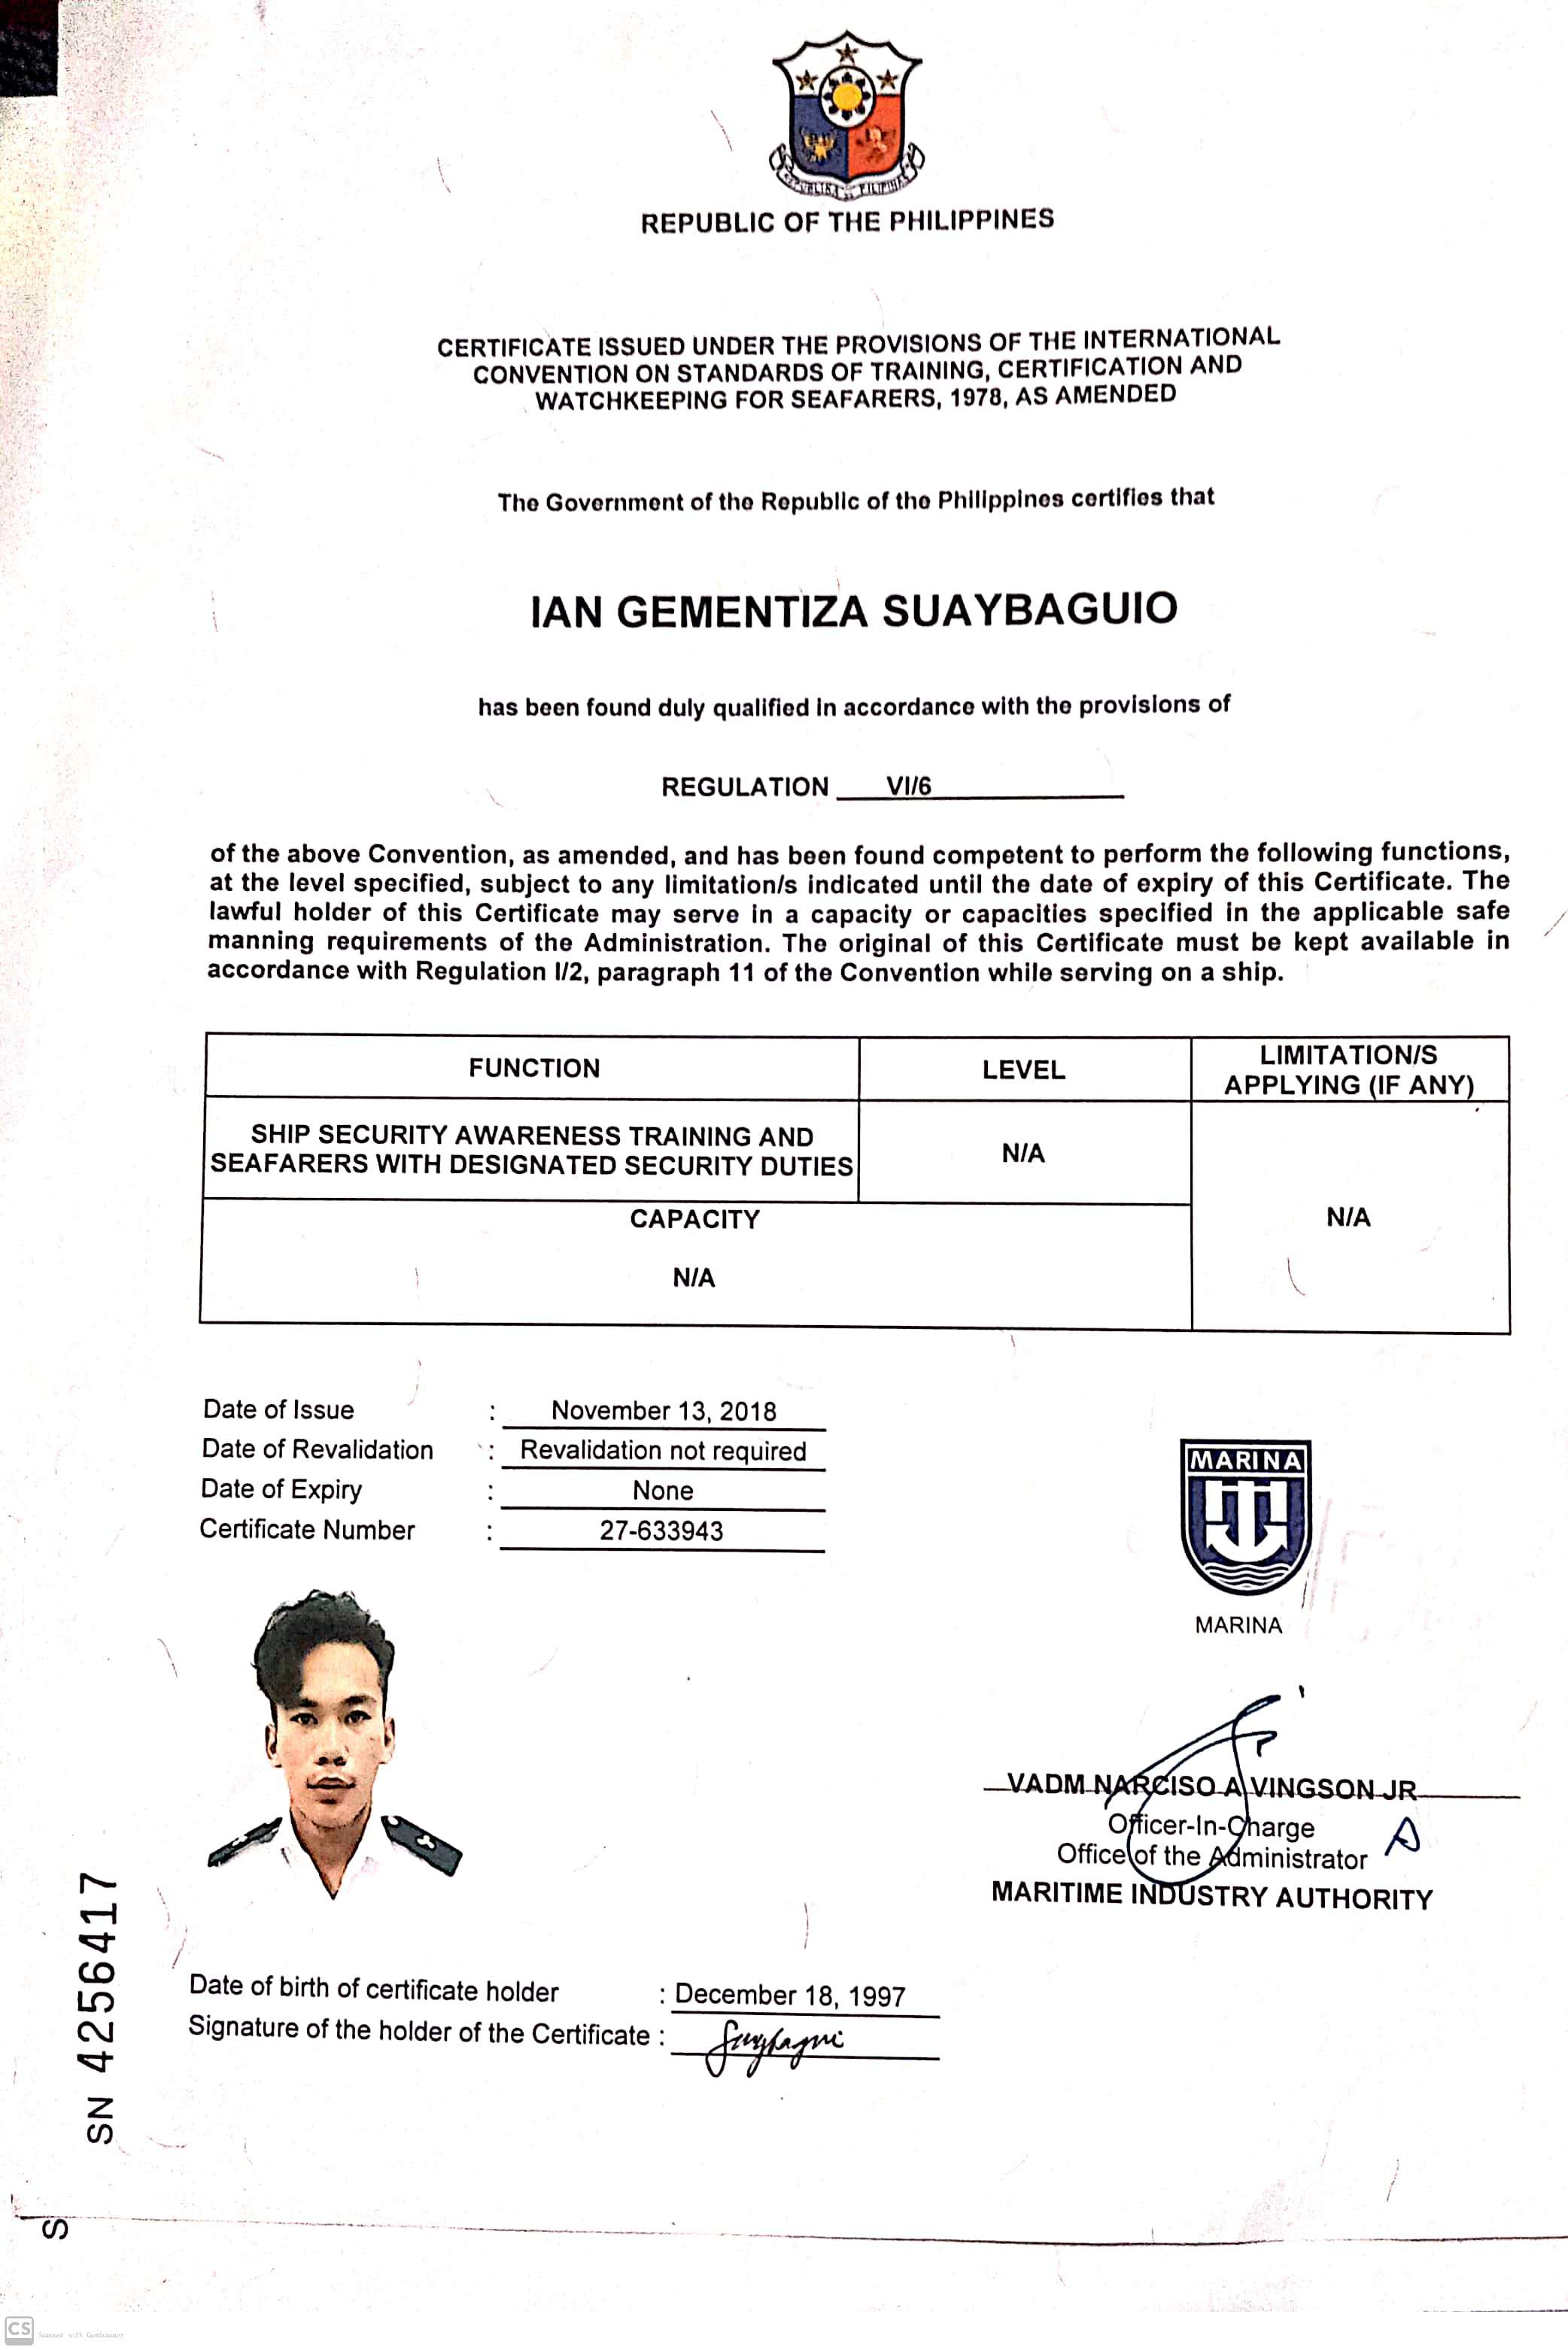 REPUBLIKA NG PILIPINAS
REPUBLIC OF THE PHILIPPINES
CERTIFICATE ISSUED UNDER THE PROVISIONS OF THE INTERNATIONAL
CONVENTION ON STANDARDS OF TRAINING, CERTIFICATION AND
WATCHKEEPING FOR SEAFARERS, 1978, AS AMENDED
The Government of the Republic of the Philippines certifies that
IAN GEMENTIZA SUAYBAGUIO
has been found duly qualified in accordance with the provisions of
REGULATION VI/6
of the above Convention, as amended, and has been found competent to perform the following functions,
at the level specified, subject to any limitation/s indicated until the date of expiry of this Certificate. The
lawful holder of this Certificate may serve in a capacity or capacities specified in the applicable safe
manning requirements of the Administration. The original of this Certificate must be kept available in
accordance with Regulation I/2, paragraph 11 of the Convention while serving on a ship.
FUNCTION LEVEL LIMITATION/S
APPLYING (IF ANY)
SHIP SECURITY AWARENESS TRAINING AND
SEAFARERS WITH DESIGNATED SECURITY DUTIES
N/A
N/A
CAPACITY
N/A
Date of Issue : November 13, 2018
Date of Revalidation : Revalidation not required
Date of Expiry : None
Certificate Number : 27-633943
MARINA
MARINA
VADM NARCISO A VINGSON JR
Officer-In-Charge
Office of the Administrator
MARITIME INDUSTRY AUTHORITY
Date of birth of certificate holder : December 18, 1997
Signature of the holder of the Certificate :
SN 4256417
S
CS Scanned with CamScanner